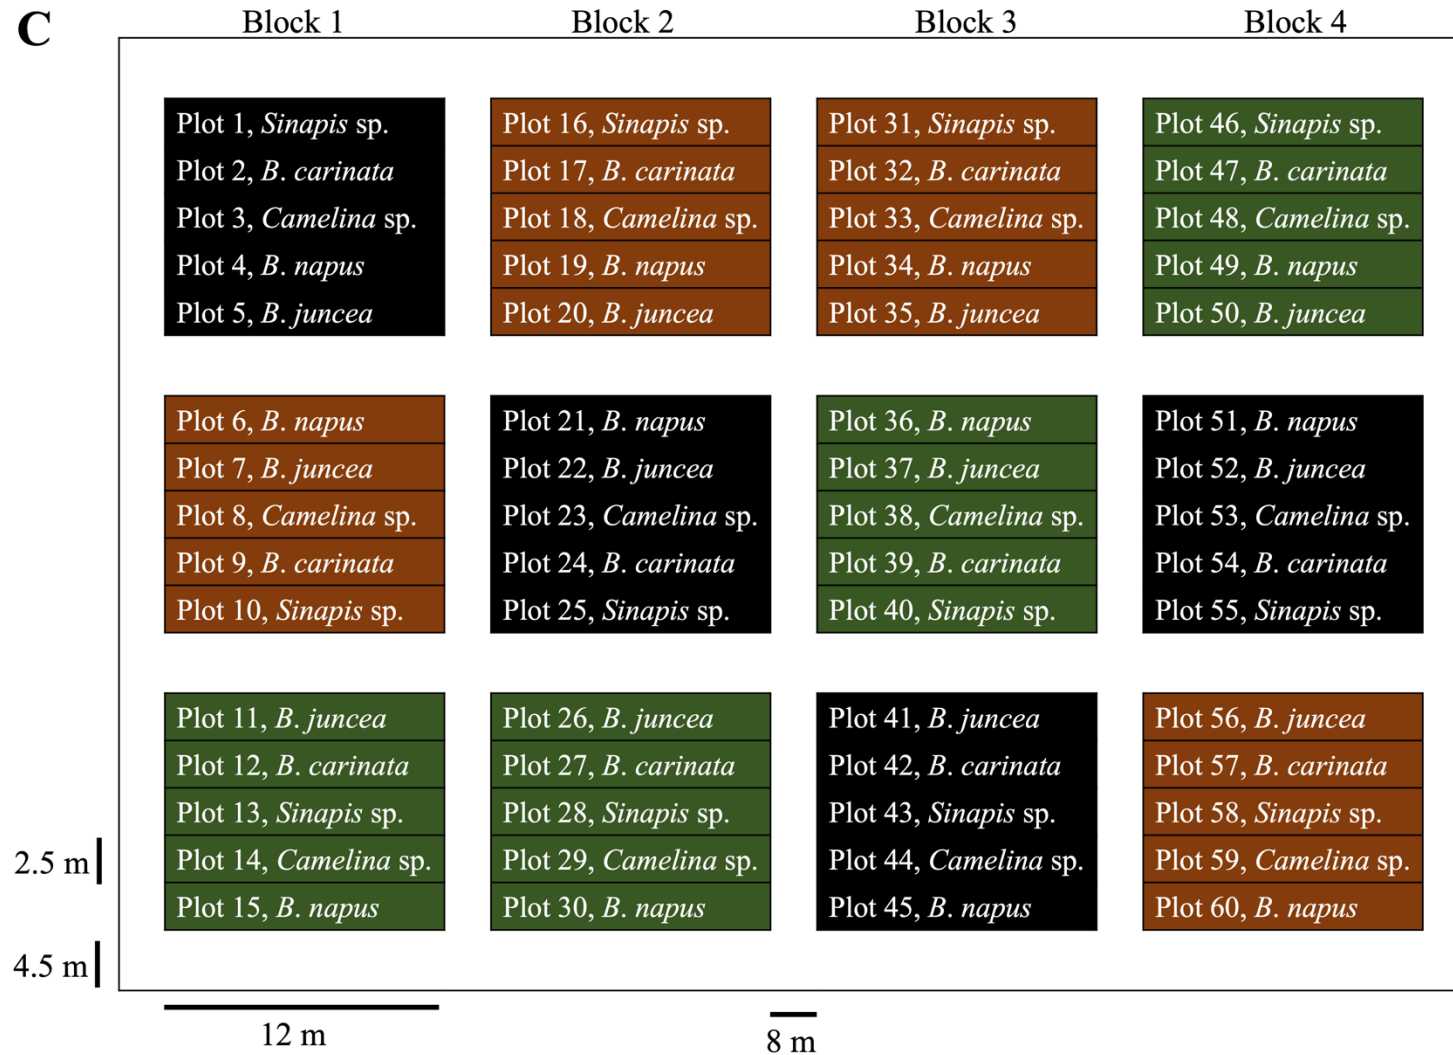 C
Block 1
Block 2
Block 3
Block 4
Plot 1, Sinapis sp.
Plot 2, B. carinata
Plot 3, Camelina sp.
Plot 4, B. napus
Plot 5, B. juncea
Plot 16, Sinapis sp.
Plot 17, B. carinata
Plot 18, Camelina sp.
Plot 19, B. napus
Plot 20, B. juncea
Plot 31, Sinapis sp.
Plot 32, B. carinata
Plot 33, Camelina sp.
Plot 34, B. napus
Plot 35, B. juncea
Plot 46, Sinapis sp.
Plot 47, B. carinata
Plot 48, Camelina sp.
Plot 49, B. napus
Plot 50, B. juncea
Plot 6, B. napus
Plot 7, B. juncea
Plot 8, Camelina sp.
Plot 9, B. carinata
Plot 10, Sinapis sp.
Plot 21, B. napus
Plot 22, B. juncea
Plot 23, Camelina sp.
Plot 24, B. carinata
Plot 25, Sinapis sp.
Plot 36, B. napus
Plot 37, B. juncea
Plot 38, Camelina sp.
Plot 39, B. carinata
Plot 40, Sinapis sp.
Plot 51, B. napus
Plot 52, B. juncea
Plot 53, Camelina sp.
Plot 54, B. carinata
Plot 55, Sinapis sp.
Plot 11, B. juncea
Plot 12, B. carinata
Plot 13, Sinapis sp.
Plot 14, Camelina sp.
Plot 15, B. napus
Plot 26, B. juncea
Plot 27, B. carinata
Plot 28, Sinapis sp.
Plot 29, Camelina sp.
Plot 30, B. napus
Plot 41, B. juncea
Plot 42, B. carinata
Plot 43, Sinapis sp.
Plot 44, Camelina sp.
Plot 45, B. napus
Plot 56, B. juncea
Plot 57, B. carinata
Plot 58, Sinapis sp.
Plot 59, Camelina sp.
Plot 60, B. napus
2.5 m
4.5 m
12 m
8 m